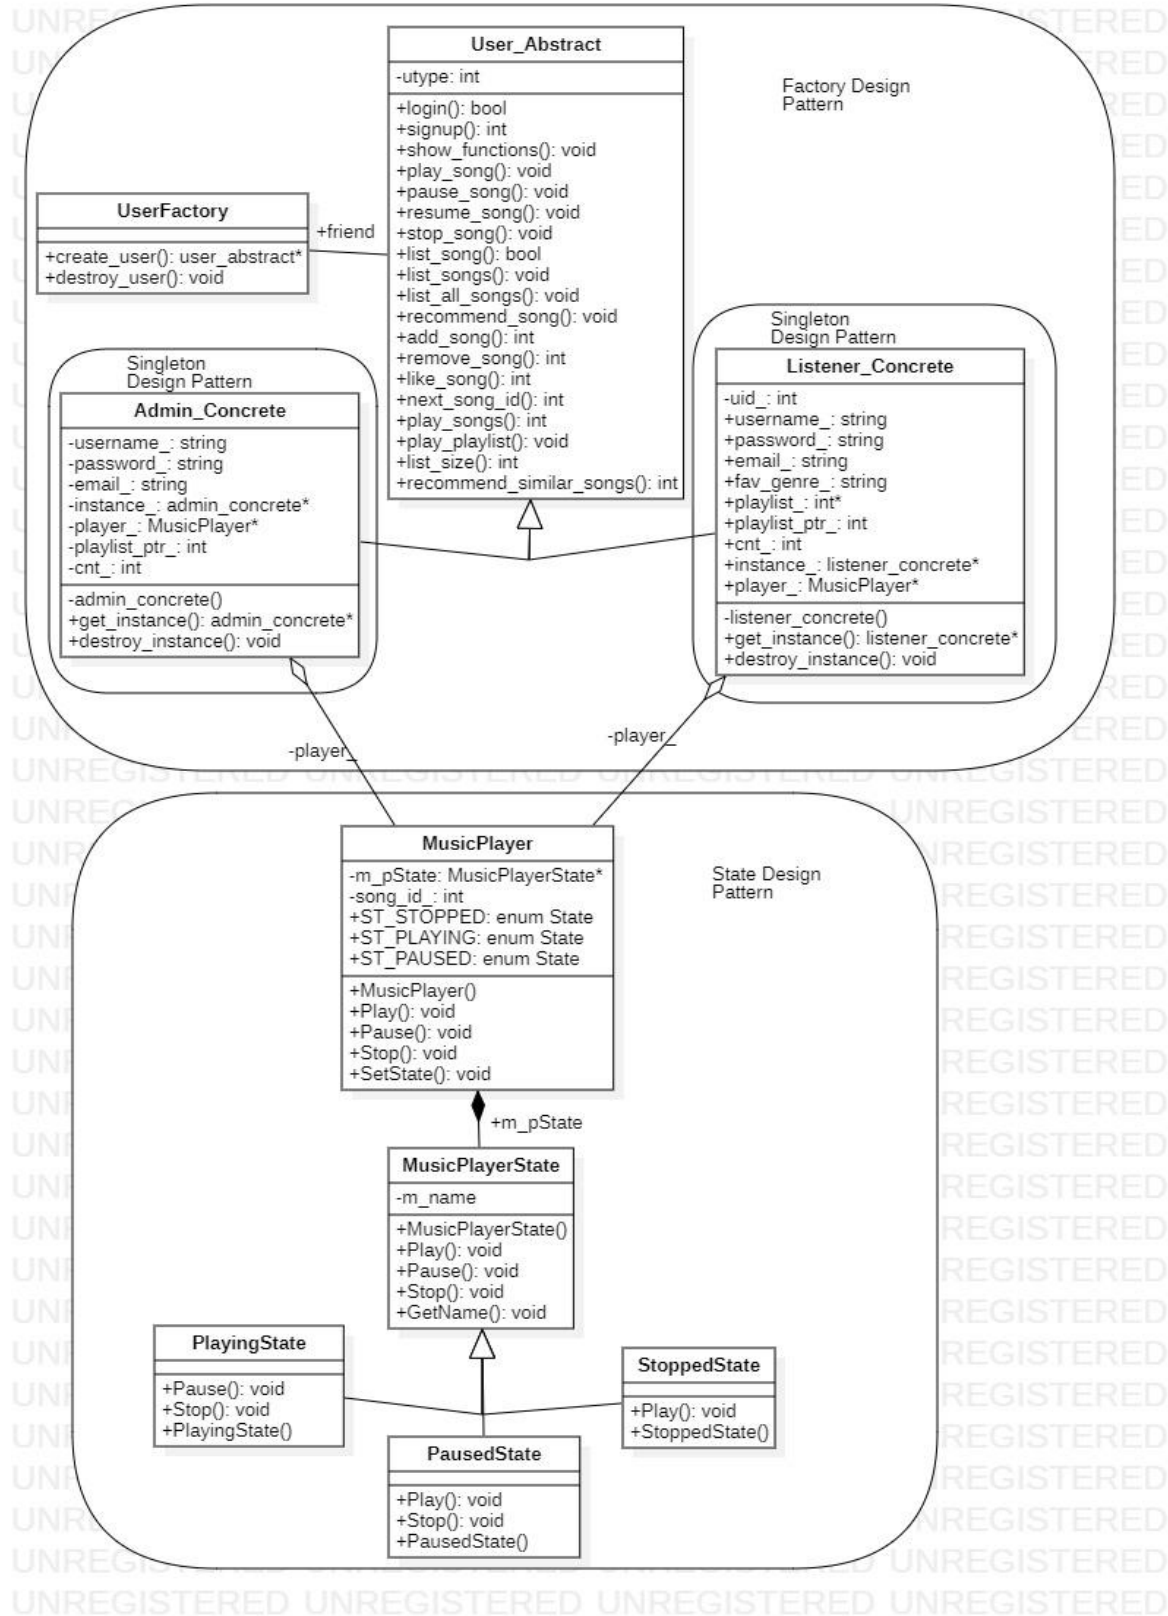 User_Abstract
-utype: int
+login(): bool
+signup(): int
+show_functions(): void
+play_song(): void
+pause_song(): void
+resume_song(): void
+stop_song(): void
+list_song(): bool
+list_songs(): void
+list_all_songs(): void
+recommend_song(): void
+add_song(): int
+remove_song(): int
+like_song(): int
+next_song_id(): int
+play_songs(): int
+play_playlist(): void
+list_size(): int
+recommend_similar_songs(): int
Factory Design
Pattern
UserFactory
+create_user(): user_abstract*
+destroy_user(): void
+friend
Singleton
Design Pattern
Admin_Concrete
-username_: string
-password_: string
-email_: string
-instance_: admin_concrete*
-player_: MusicPlayer*
-playlist_ptr_: int
-cnt_: int
-admin_concrete()
+get_instance(): admin_concrete*
+destroy_instance(): void
Singleton
Design Pattern
Listener_Concrete
-uid_: int
+username_: string
+password_: string
+email_: string
+fav_genre_: string
+playlist_: int*
+playlist_ptr_: int
+cnt_: int
+instance_: listener_concrete*
+player_: MusicPlayer*
-listener_concrete()
+get_instance(): listener_concrete*
+destroy_instance(): void
-player_
-player_
UNREGISTERED UNREGISTERED UNREGISTERED UNREGISTERED
MusicPlayer
-m_pState: MusicPlayerState*
-song_id_: int
+ST_STOPPED: enum State
+ST_PLAYING: enum State
+ST_PAUSED: enum State
+MusicPlayer()
+Play(): void
+Pause(): void
+Stop(): void
+SetState(): void
State Design
Pattern
+m_pState
MusicPlayerState
-m_name
+MusicPlayerState()
+Play(): void
+Pause(): void
+Stop(): void
+GetName(): void
PlayingState
+Pause(): void
+Stop(): void
+PlayingState()
StoppedState
+Play(): void
+StoppedState()
PausedState
+Play(): void
+Stop(): void
+PausedState()
UNREGISTERED UNREGISTERED UNREGISTERED UNREGISTERED